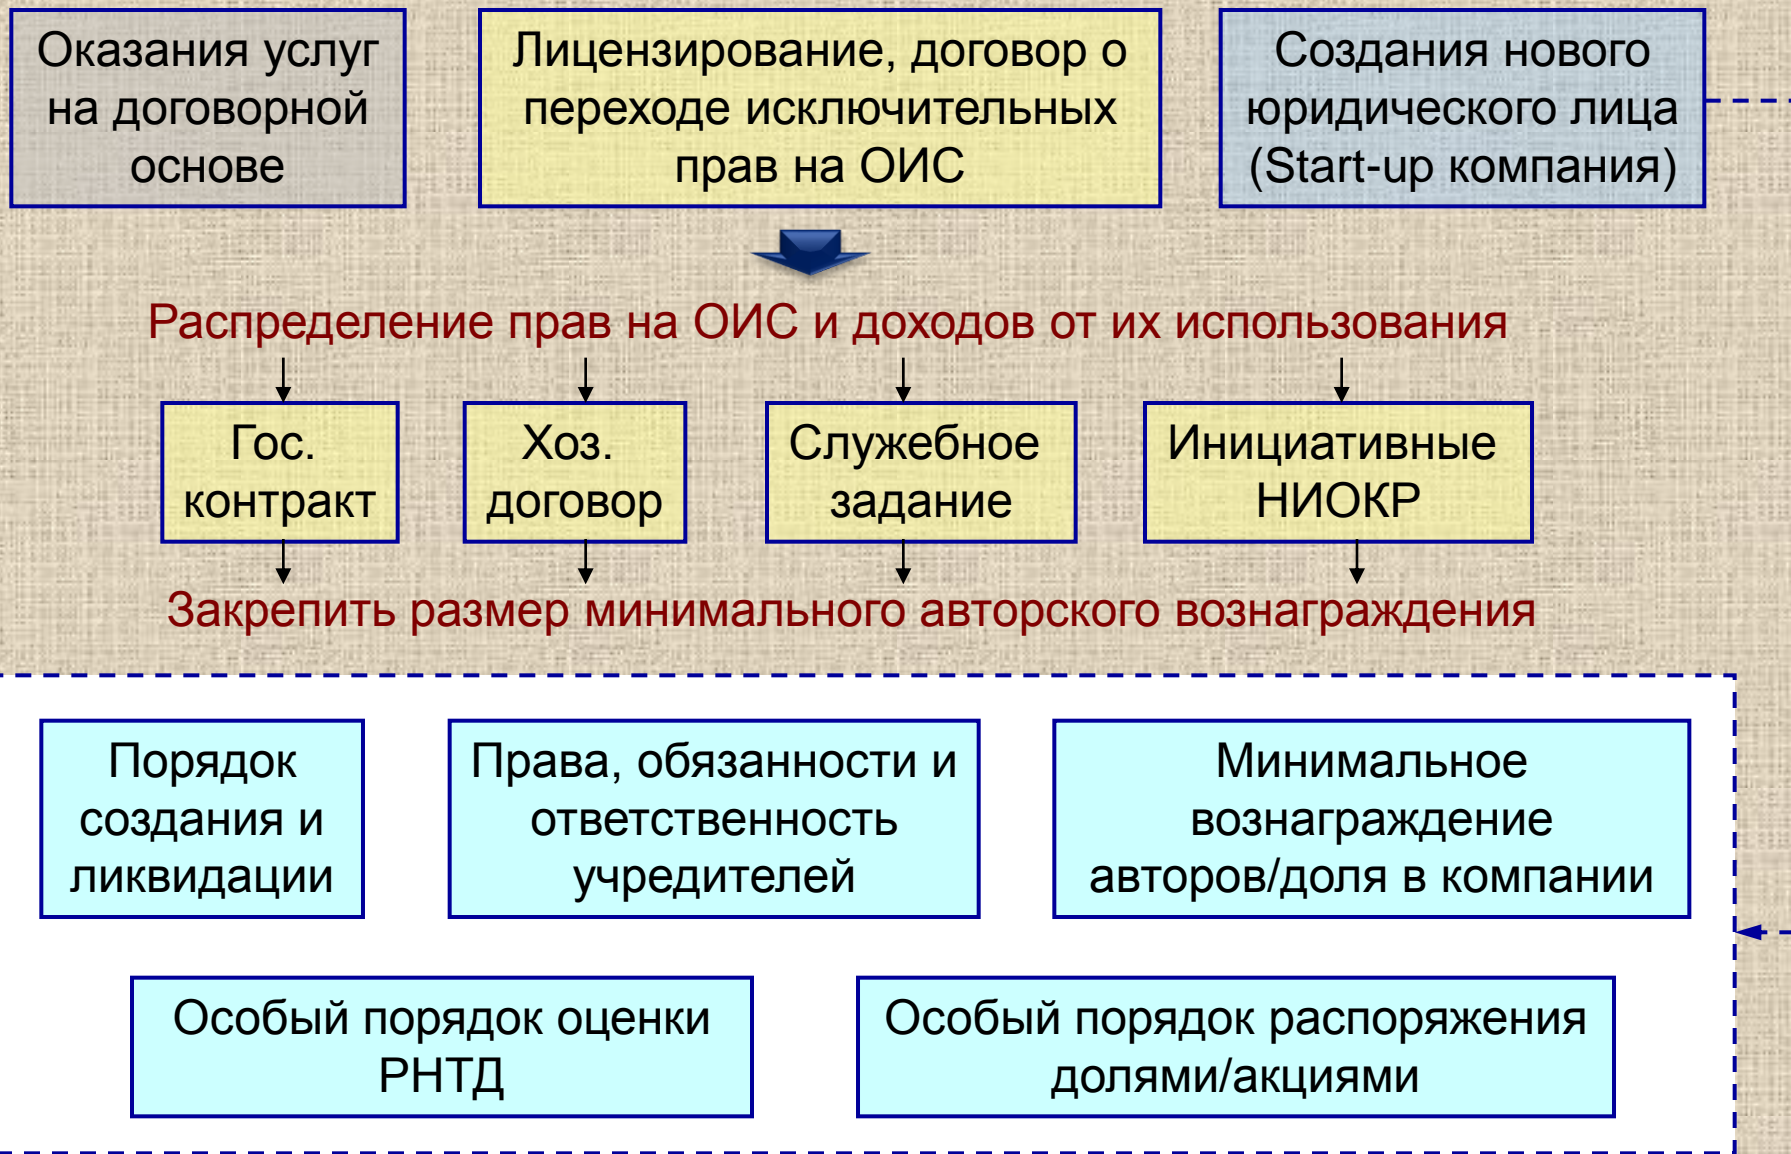 Оказания услуг
на договорной
основе
Лицензирование, договор о
переходе исключительных
прав на ОИС
Создания нового
юридического лица
(Start-up компания)
Распределение прав на ОИС и доходов от их использования
Гос.
контракт
Хоз.
договор
Служебное
задание
Инициативные
НИОКР
Закрепить размер минимального авторского вознаграждения
Порядок
создания и
ликвидации
Права, обязанности и
ответственность
учредителей
Минимальное
вознаграждение
авторов/доля в компании
Особый порядок оценки
РНТД
Особый порядок распоряжения
долями/акциями